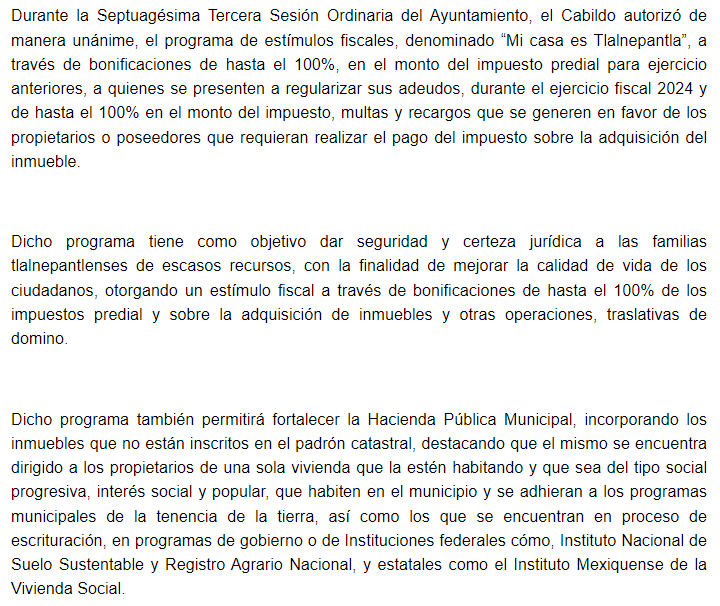 Durante la Septuagésima Tercera Sesión Ordinaria del Ayuntamiento, el Cabildo autorizó de
manera unánime, el programa de estímulos fiscales, denominado “Mi casa es Tlalnepantla”, a
través de bonificaciones de hasta el 100%, en el monto del impuesto predial para ejercicio
anteriores, a quienes se presenten a regularizar sus adeudos, durante el ejercicio fiscal 2024 y
de hasta el 100% en el monto del impuesto, multas y recargos que se generen en favor de los
propietarios o poseedores que requieran realizar el pago del impuesto sobre la adquisición del
inmueble.
Dicho programa tiene como objetivo dar seguridad y certeza jurídica a las familias
tlalnepantlenses de escasos recursos, con la finalidad de mejorar la calidad de vida de los
ciudadanos, otorgando un estímulo fiscal a través de bonificaciones de hasta el 100% de los
impuestos predial y sobre la adquisición de inmuebles y otras operaciones, traslativas de
domino.
Dicho programa también permitirá fortalecer la Hacienda Pública Municipal, incorporando los
inmuebles que no están inscritos en el padrón catastral, destacando que el mismo se encuentra
dirigido a los propietarios de una sola vivienda que la estén habitando y que sea del tipo social
progresiva, interés social y popular, que habiten en el municipio y se adhieran a los programas
municipales de la tenencia de la tierra, así como los que se encuentran en proceso de
escrituración, en programas de gobierno o de Instituciones federales cómo, Instituto Nacional de
Suelo Sustentable y Registro Agrario Nacional, y estatales como el Instituto Mexiquense de la
Vivienda Social.